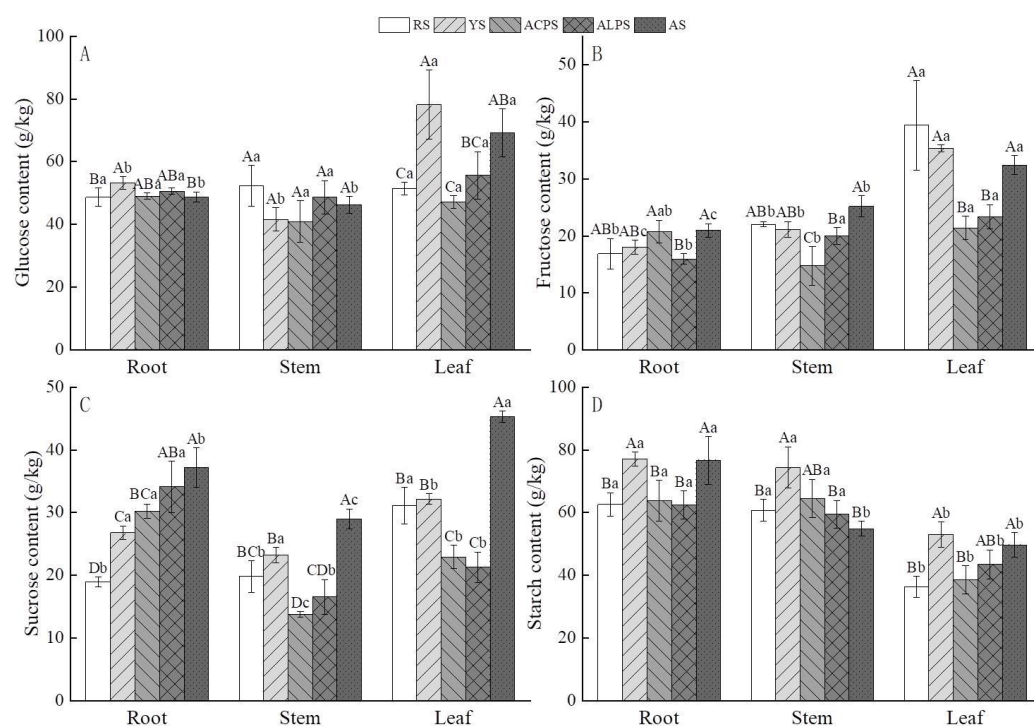 RS YS ACPS ALPS AS
A
Glucose content (g/kg)
100
80
60
40
20
0
Ba Ab ABa ABa Bb
Aa Ab Aa Aa Ab
Ca Aa Ca BCa ABa
Root Stem Leaf
B
Fructose content (g/kg)
50
40
30
20
10
0
ABb ABc Aab Bb Ac
ABb ABb Cb Ba Ab
Aa Aa Ba Ba Aa
Root Stem Leaf
C
Sucrose content (g/kg)
50
40
30
20
10
0
Db Ca BCa ABa Ab
BCb Ba Dc CDb Ac
Ba Bb Cb Cb Aa
Root Stem Leaf
D
Starch content (g/kg)
100
80
60
40
20
0
Ba Aa Ba Ba Aa
Ba Aa ABa Ba Bb
Bb Ab Bb ABb Ab
Root Stem Leaf